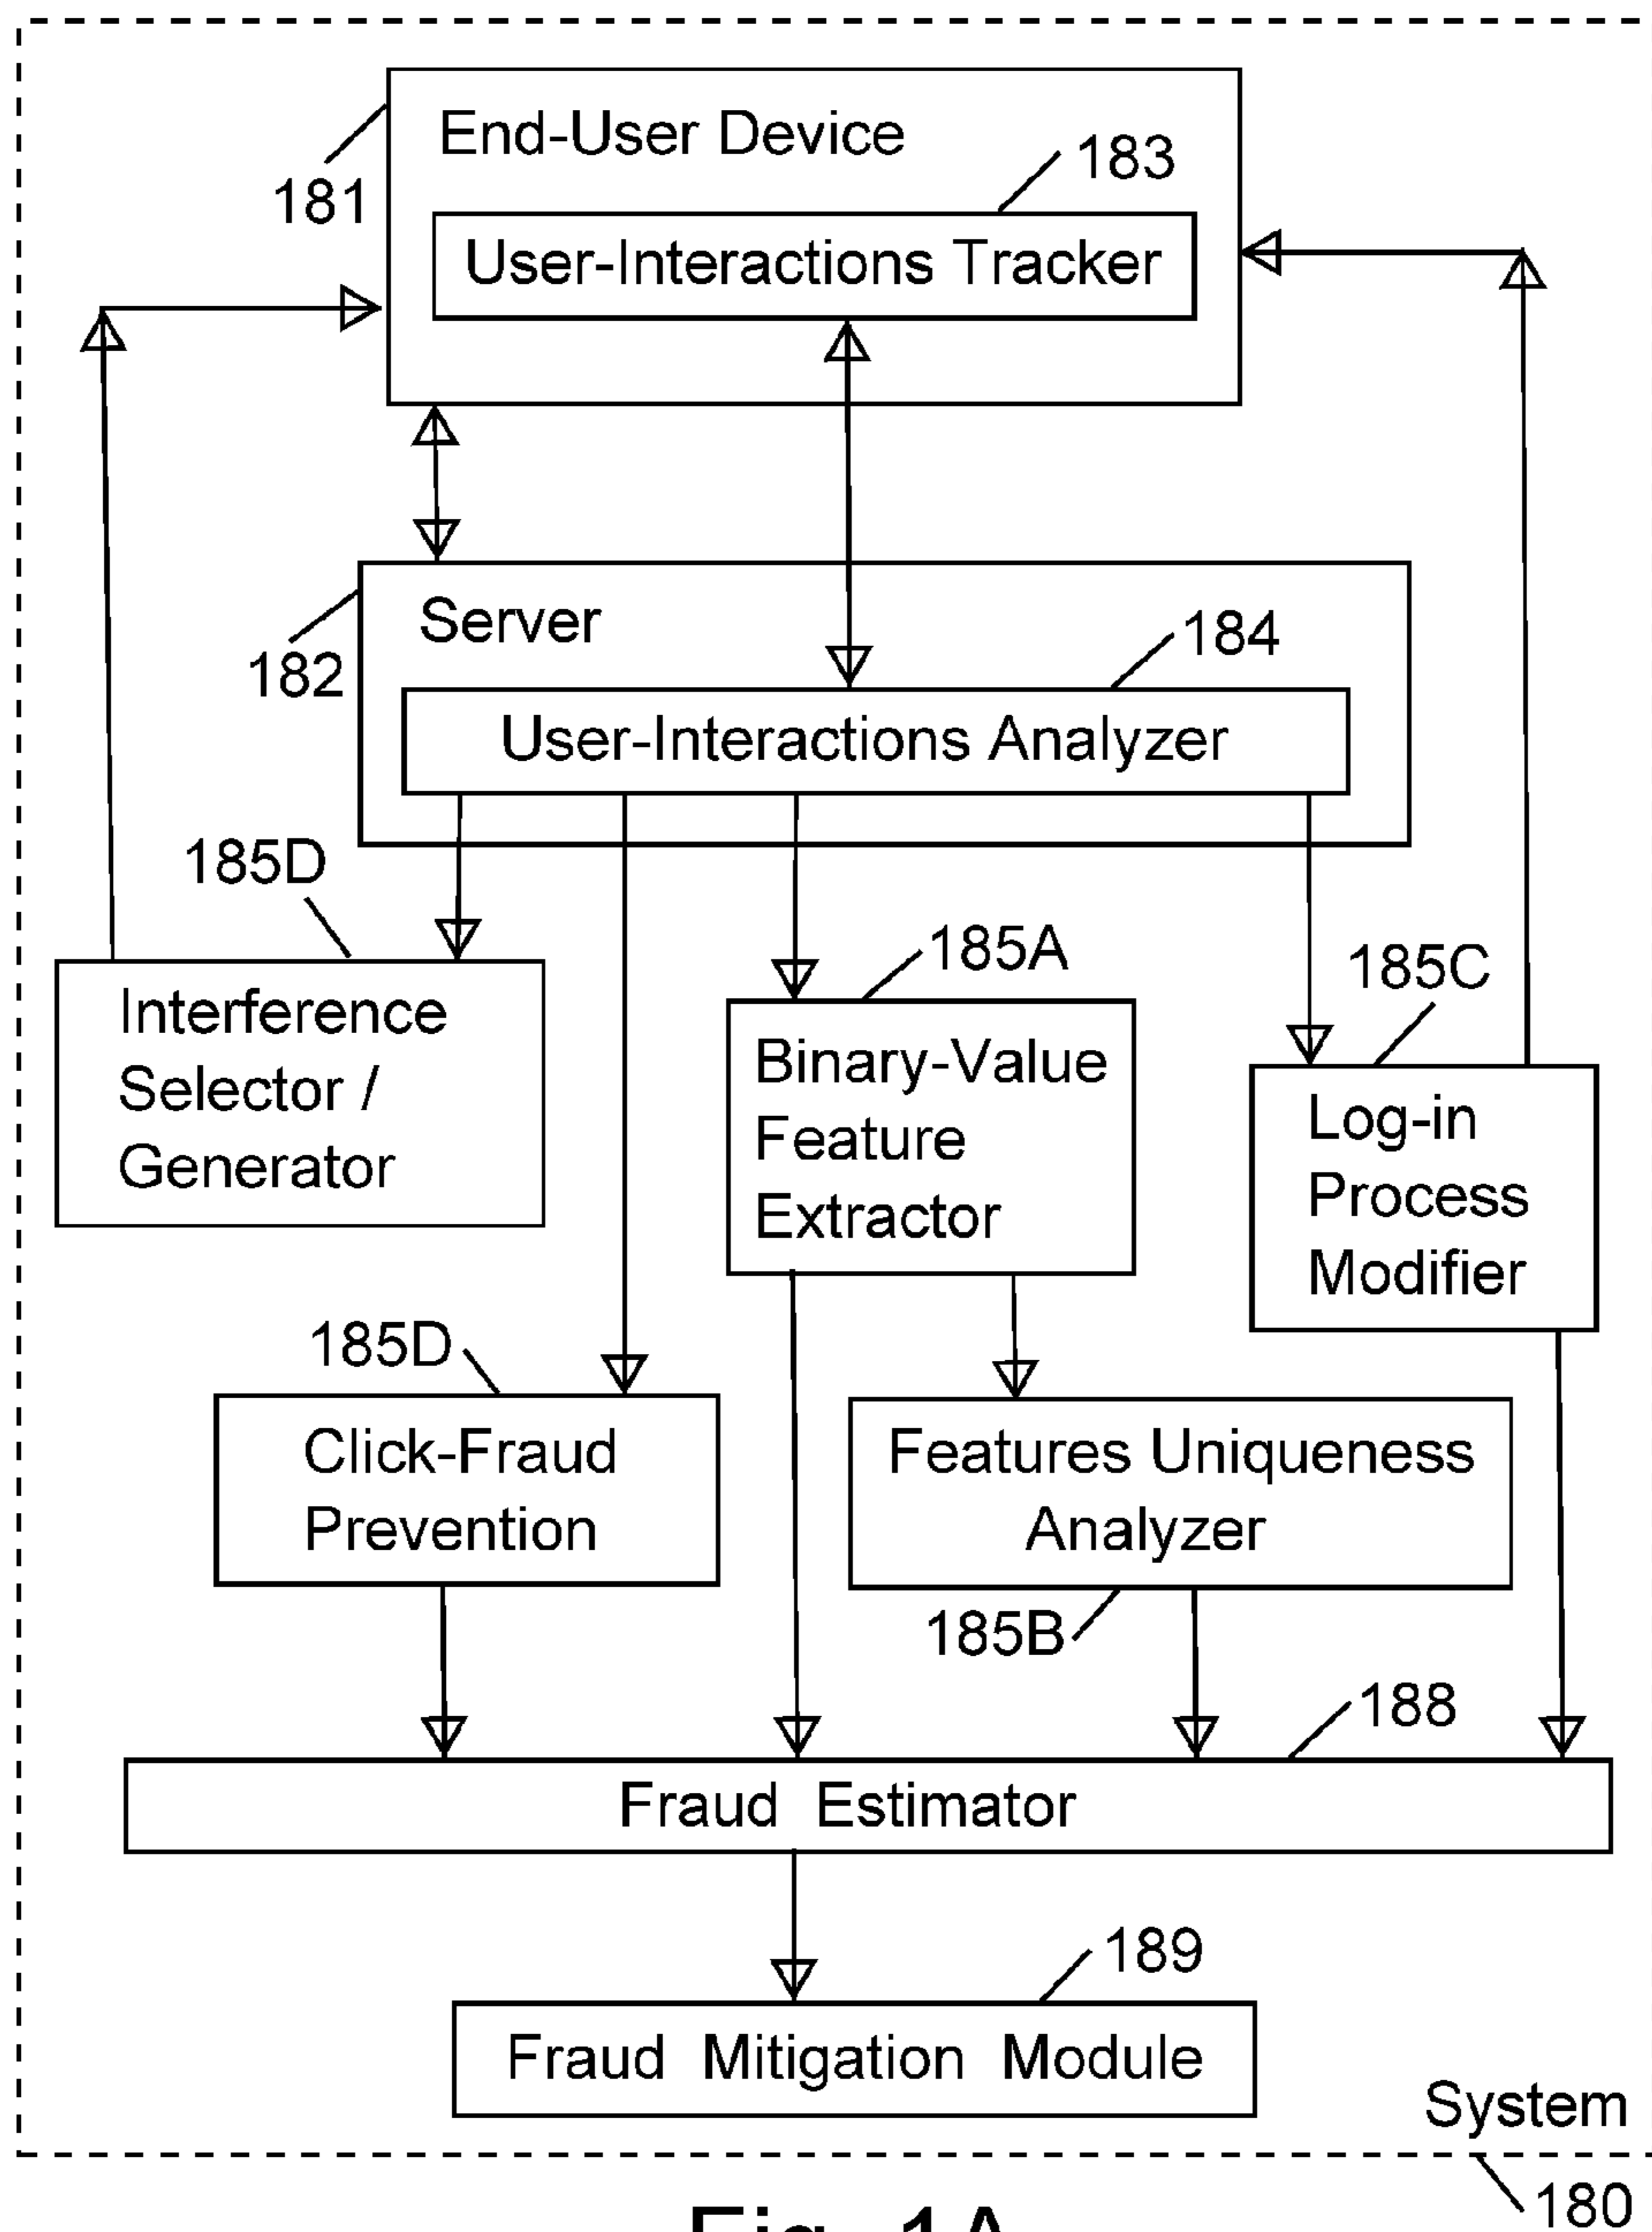 End-User Device
183
181
User-Interactions Tracker
Server
184
182
User-Interactions Analyzer
185D
185A
185C
Interference
Selector /
Generator
Binary-Value
Feature
Extractor
Log-in
Process
Modifier
185D
Click-Fraud
Prevention
Features Uniqueness
Analyzer
185B
188
Fraud Estimator
189
Fraud Mitigation Module
System
180
Fig. 1A